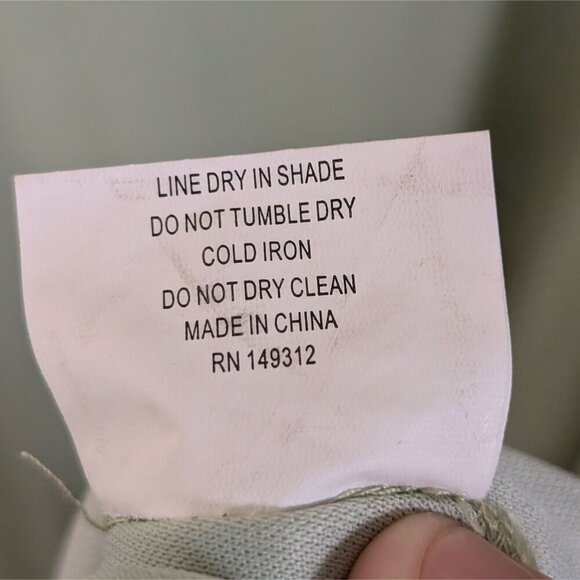 LINE DRY IN SHADE
DO NOT TUMBLE DRY
COLD IRON
DO NOT DRY CLEAN
MADE IN CHINA
RN 149312